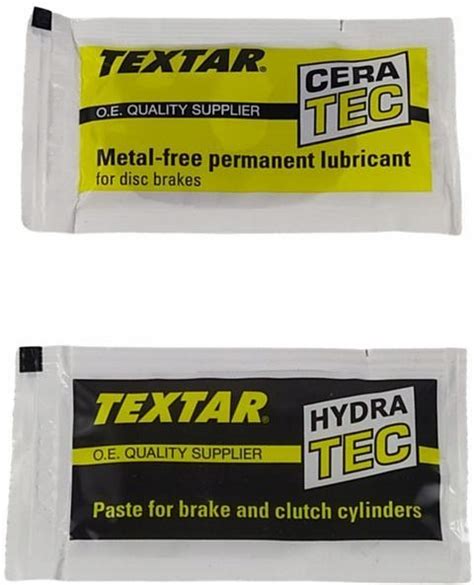 TEXTAR®
CERA
TEC
O.E. QUALITY SUPPLIER
Metal-free permanent lubricant
for disc brakes
TEXTAR®
HYDRA
TEC
O.E. QUALITY SUPPLIER
Paste for brake and clutch cylinders